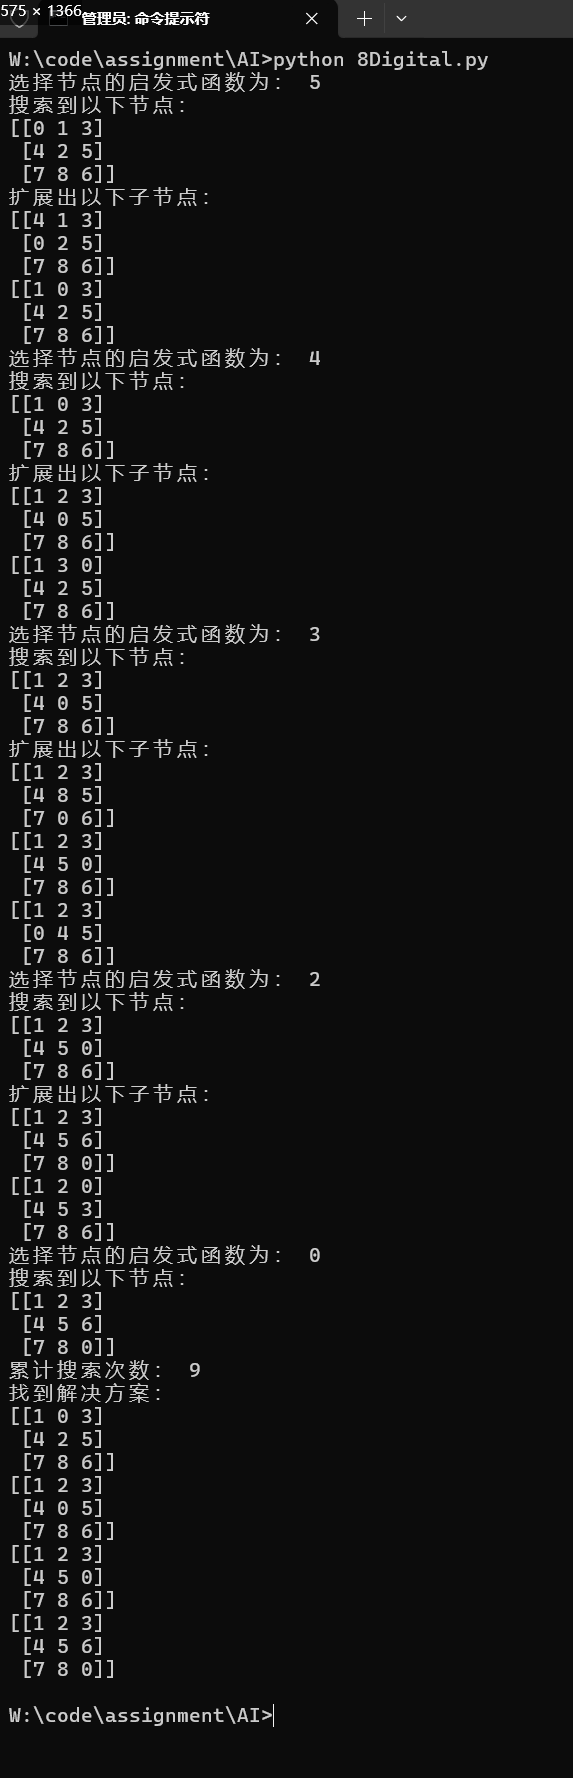 575 × 1366
管理员: 命令提示符
W:\code\assignment\AI>python 8Digital.py
选择节点的启发式函数为： 5
搜索到以下节点：
[[0 1 3]
 [4 2 5]
 [7 8 6]]
扩展出以下子节点：
[[4 1 3]
 [0 2 5]
 [7 8 6]]
[[1 0 3]
 [4 2 5]
 [7 8 6]]
选择节点的启发式函数为： 4
搜索到以下节点：
[[1 0 3]
 [4 2 5]
 [7 8 6]]
扩展出以下子节点：
[[1 2 3]
 [4 0 5]
 [7 8 6]]
[[1 3 0]
 [4 2 5]
 [7 8 6]]
选择节点的启发式函数为： 3
搜索到以下节点：
[[1 2 3]
 [4 0 5]
 [7 8 6]]
扩展出以下子节点：
[[1 2 3]
 [4 8 5]
 [7 0 6]]
[[1 2 3]
 [4 5 0]
 [7 8 6]]
[[1 2 3]
 [0 4 5]
 [7 8 6]]
选择节点的启发式函数为： 2
搜索到以下节点：
[[1 2 3]
 [4 5 0]
 [7 8 6]]
扩展出以下子节点：
[[1 2 3]
 [4 5 6]
 [7 8 0]]
[[1 2 0]
 [4 5 3]
 [7 8 6]]
选择节点的启发式函数为： 0
搜索到以下节点：
[[1 2 3]
 [4 5 6]
 [7 8 0]]
累计搜索次数： 9
找到解决方案：
[[1 0 3]
 [4 2 5]
 [7 8 6]]
[[1 2 3]
 [4 0 5]
 [7 8 6]]
[[1 2 3]
 [4 5 0]
 [7 8 6]]
[[1 2 3]
 [4 5 6]
 [7 8 0]]
W:\code\assignment\AI>